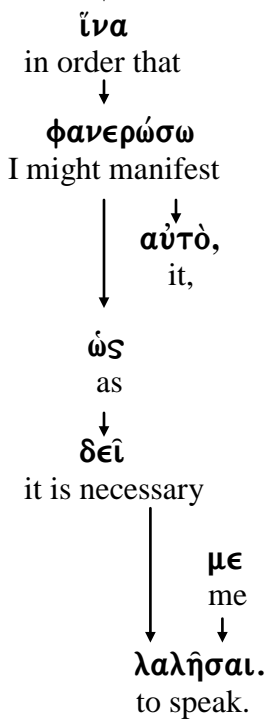 ἵνα
in order that
φανερώσω
I might manifest
αὐτὸ,
it,
ὡς
as
δεῖ
it is necessary
με
me
λαλῆσαι.
to speak.